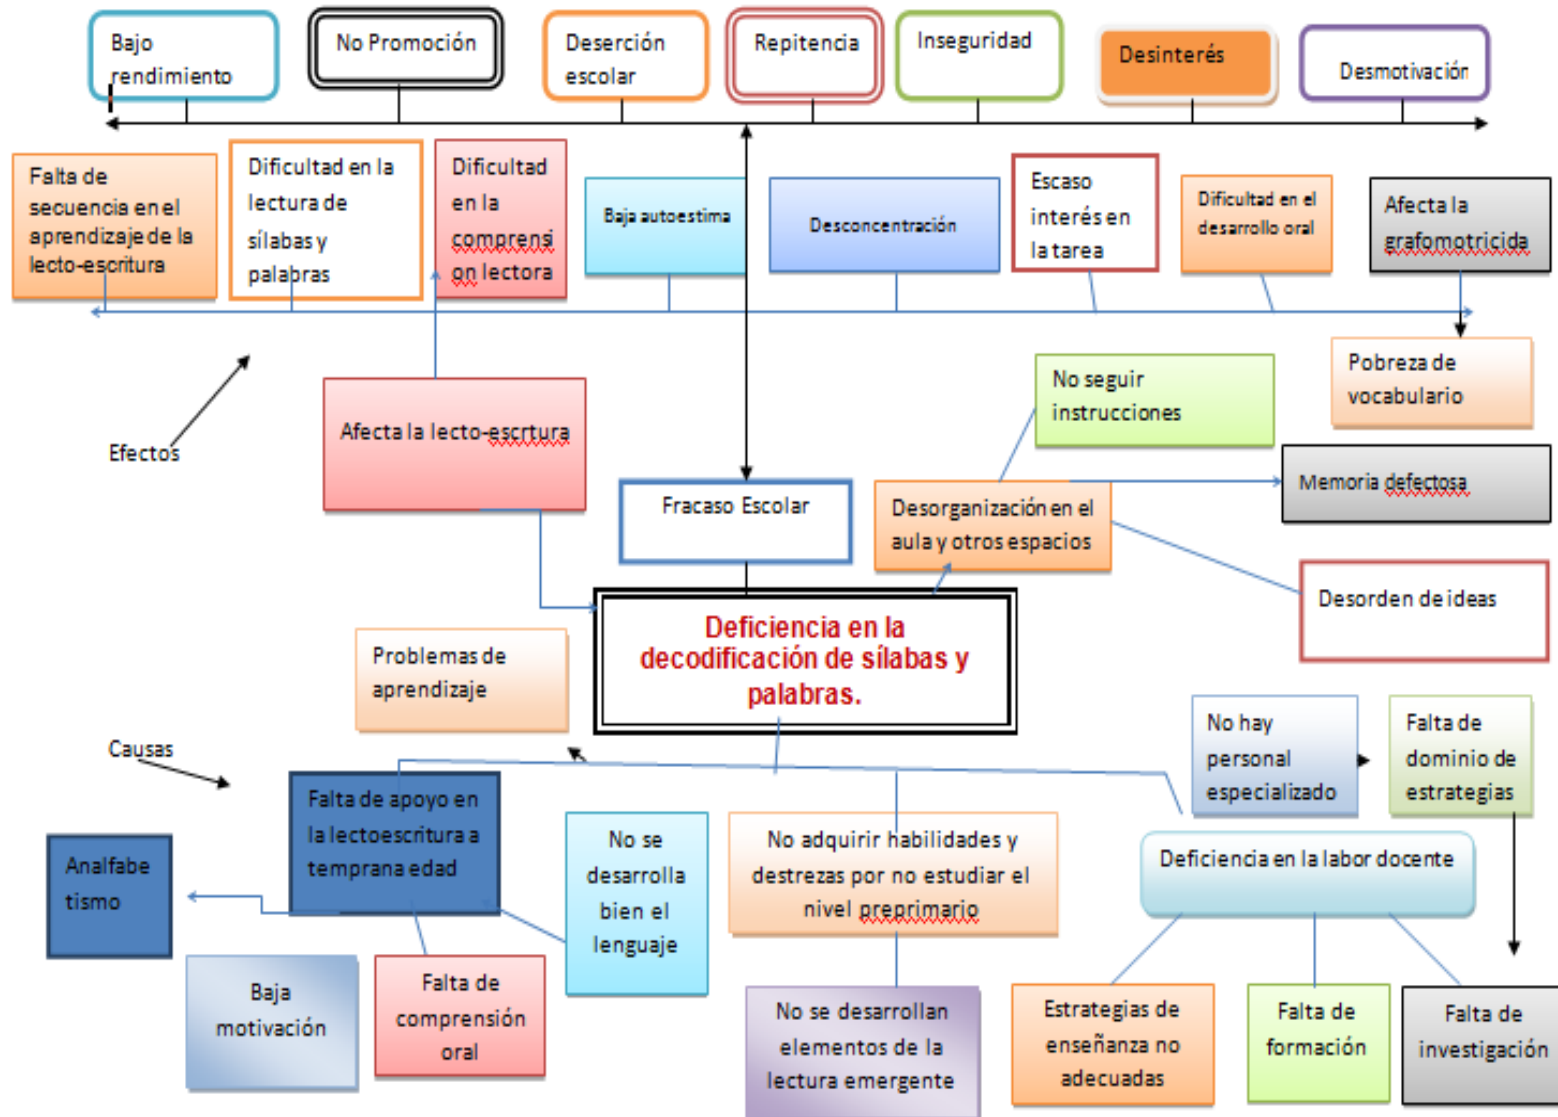 Bajo
rendimiento
No Promoción
Deserción
escolar
Repitencia
Inseguridad
Desinterés
Desmotivación
Falta de
secuencia en el
aprendizaje de la
lecto-escritura
Dificultad en la
lectura de
sílabas y
palabras
Dificultad
en la
comprensi
on lectora
Baja autoestima
Desconcentración
Escaso
interés en
la tarea
Dificultad en el
desarrollo oral
Afecta la
grafomotricida
Pobreza de
vocabulario
No seguir
instrucciones
Efectos
Afecta la lecto-escrtura
Memoria defectosa
Fracaso Escolar
Desorganización en el
aula y otros espacios
Desorden de ideas
Deficiencia en la
decodificación de sílabas y
palabras.
Problemas de
aprendizaje
Causas
No hay
personal
especializado
Falta de
dominio de
estrategias
Falta de apoyo en
la lectoescritura a
temprana edad
Analfabe
tismo
No se
desarrolla
bien el
lenguaje
No adquirir habilidades y
destrezas por no estudiar el
nivel preprimario
Deficiencia en la labor docente
Baja
motivación
Falta de
comprensión
oral
No se desarrollan
elementos de la
lectura emergente
Estrategias de
enseñanza no
adecuadas
Falta de
formación
Falta de
investigación